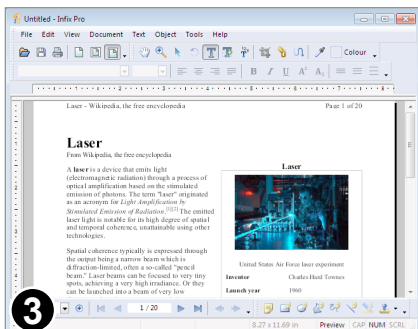 Untitled - Infix Pro
File Edit View Document Text Object Tools Help
Colour
Laser - Wikipedia, the free encyclopedia Page 1 of 20
Laser
From Wikipedia, the free encyclopedia
A laser is a device that emits light
(electromagnetic radiation) through a process of
optical amplification based on the stimulated
emission of photons. The term "laser" originated
as an acronym for Light Amplification by
Stimulated Emission of Radiation.[1][2] The emitted
laser light is notable for its high degree of spatial
and temporal coherence, unattainable using other
technologies.
Spatial coherence typically is expressed through
the output being a narrow beam which is
diffraction-limited, often a so-called "pencil
beam." Laser beams can be focused to very tiny
spots, achieving a very high irradiance. Or they
can be launched into a beam of very low
Laser
United States Air Force laser experiment
Inventor Charles Hard Townes
Launch year 1960
3
1 / 20
8.27 x 11.69 in Preview CAP NUM SCRL